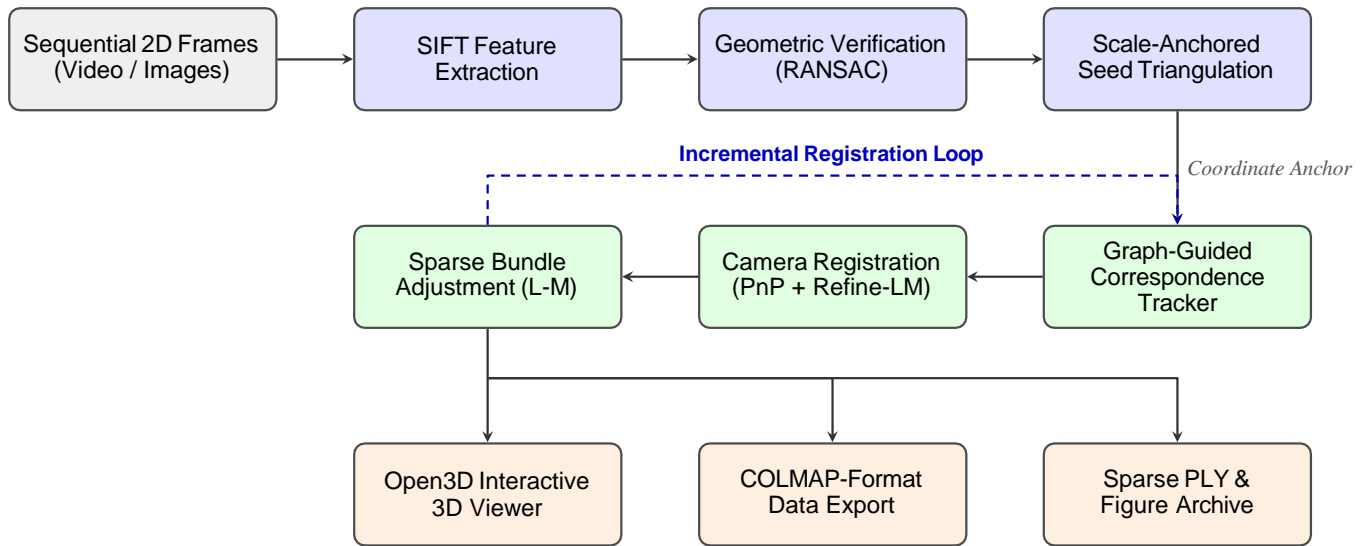 Sequential 2D Frames
(Video / Images)
SIFT Feature
Extraction
Geometric Verification
(RANSAC)
Scale-Anchored
Seed Triangulation
Incremental Registration Loop
Coordinate Anchor
Sparse Bundle
Adjustment (L-M)
Camera Registration
(PnP + Refine-LM)
Graph-Guided
Correspondence
Tracker
Open3D Interactive
3D Viewer
COLMAP-Format
Data Export
Sparse PLY &
Figure Archive